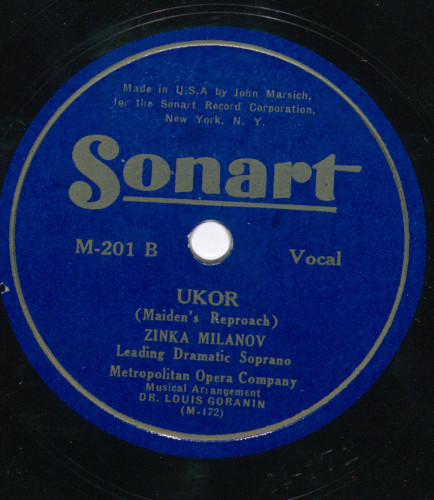 Made in U.S.A by John Marsich,
for the Sonart Record Corporation,
New York, N. Y.
Sonart
M-201 B
Vocal
UKOR
(Maiden's Reproach)
ZINKA MILANOV
Leading Dramatic Soprano
Metropolitan Opera Company
Musical Arrangement
DR. LOUIS GORANIN
(M-172)